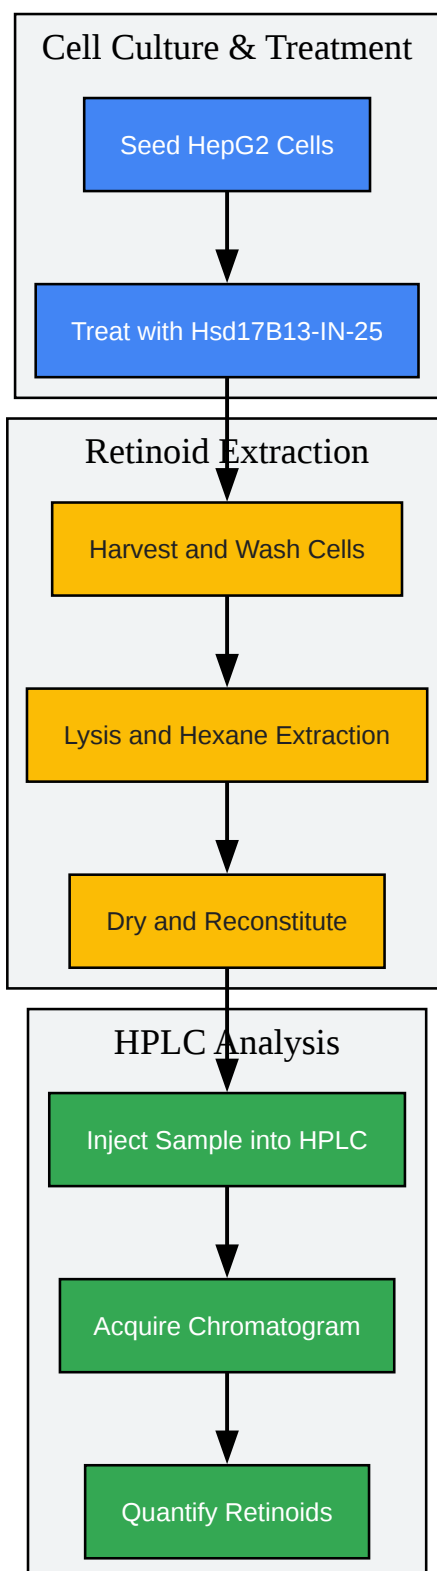 Cell Culture & Treatment
Seed HepG2 Cells
Treat with Hsd17B13-IN-25
Retinoid Extraction
Harvest and Wash Cells
Lysis and Hexane Extraction
Dry and Reconstitute
HPLC Analysis
Inject Sample into HPLC
Acquire Chromatogram
Quantify Retinoids